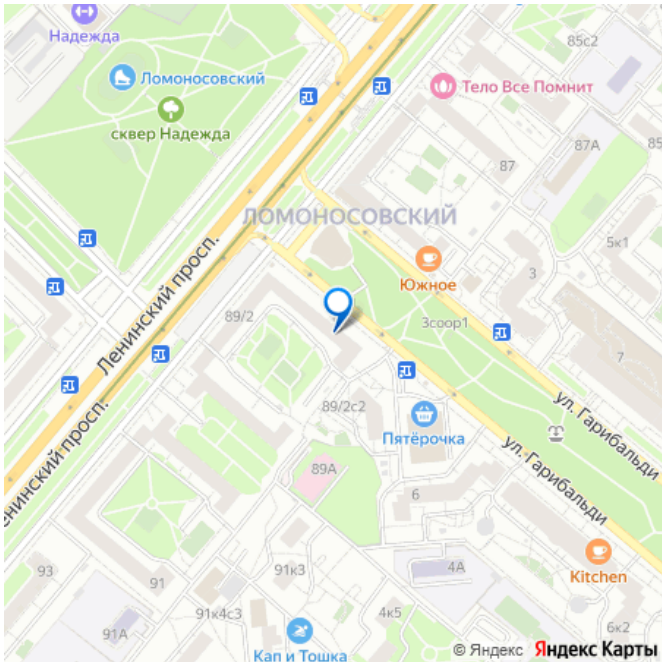 Надежда
85с2
Ломоносовский
Тело Все Помнит
сквер Надежда
87А
85
87
ЛОМОНОСОВСКИЙ
5к1
Южное
3
Ленинский просп.
89/2
3соор1
7
ул. Гарибальди
89/2с2
Пятёрочка
ул. Гарибальди
енинский просп.
89А
6
Kitchen
93
91
91к3
4А
91к4с3
4к5
6к2
91А
Кап и Тошка
© Яндекс Яндекс Карты